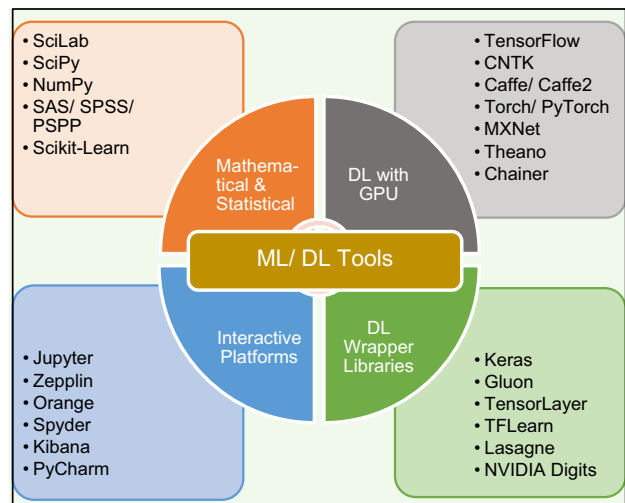 • SciLab
• SciPy
• NumPy
• SAS/ SPSS/
PSPP
• Scikit-Learn
• TensorFlow
• CNTK
• Caffe/ Caffe2
• Torch/ PyTorch
• MXNet
• Theano
• Chainer
Mathema-
tical &
Statistical
DL with
GPU
ML/ DL Tools
Interactive
Platforms
DL
Wrapper
Libraries
• Jupyter
• Zepplin
• Orange
• Spyder
• Kibana
• PyCharm
• Keras
• Gluon
• TensorLayer
• TFLearn
• Lasagne
• NVIDIA Digits